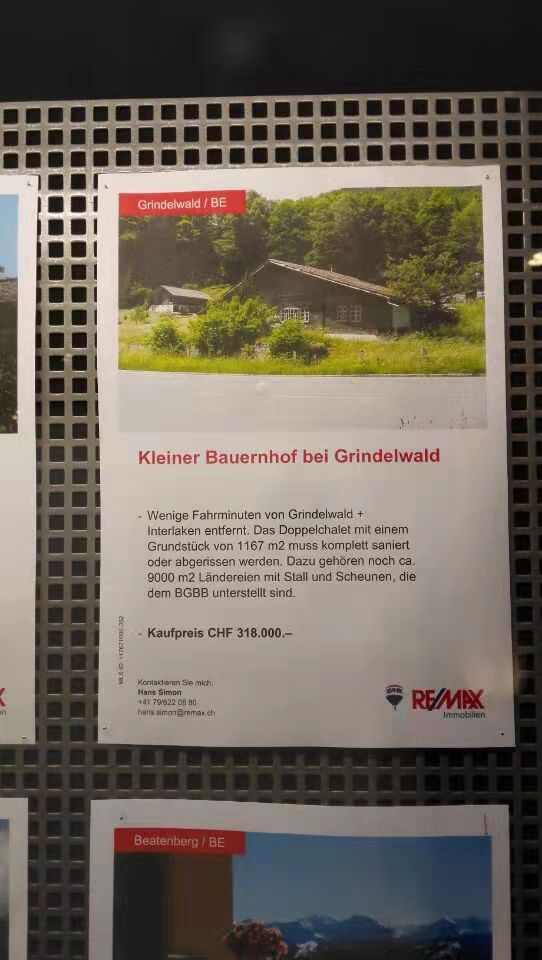 Grindelwald / BE
Kleiner Bauernhof bei Grindelwald
- Wenige Fahrminuten von Grindelwald +
Interlaken entfernt. Das Doppelchalet mit einem
Grundstück von 1167 m2 muss komplett saniert
oder abgerissen werden. Dazu gehören noch ca.
9000 m2 Ländereien mit Stall und Scheunen, die
dem BGBB unterstellt sind.
- Kaufpreis CHF 318.000.–
Kontaktieren Sie mich:
Hans Simon
+41 79/622 08 80
hans.simon@remax.ch
RE/MAX
Immobilien
Beatenberg / BE